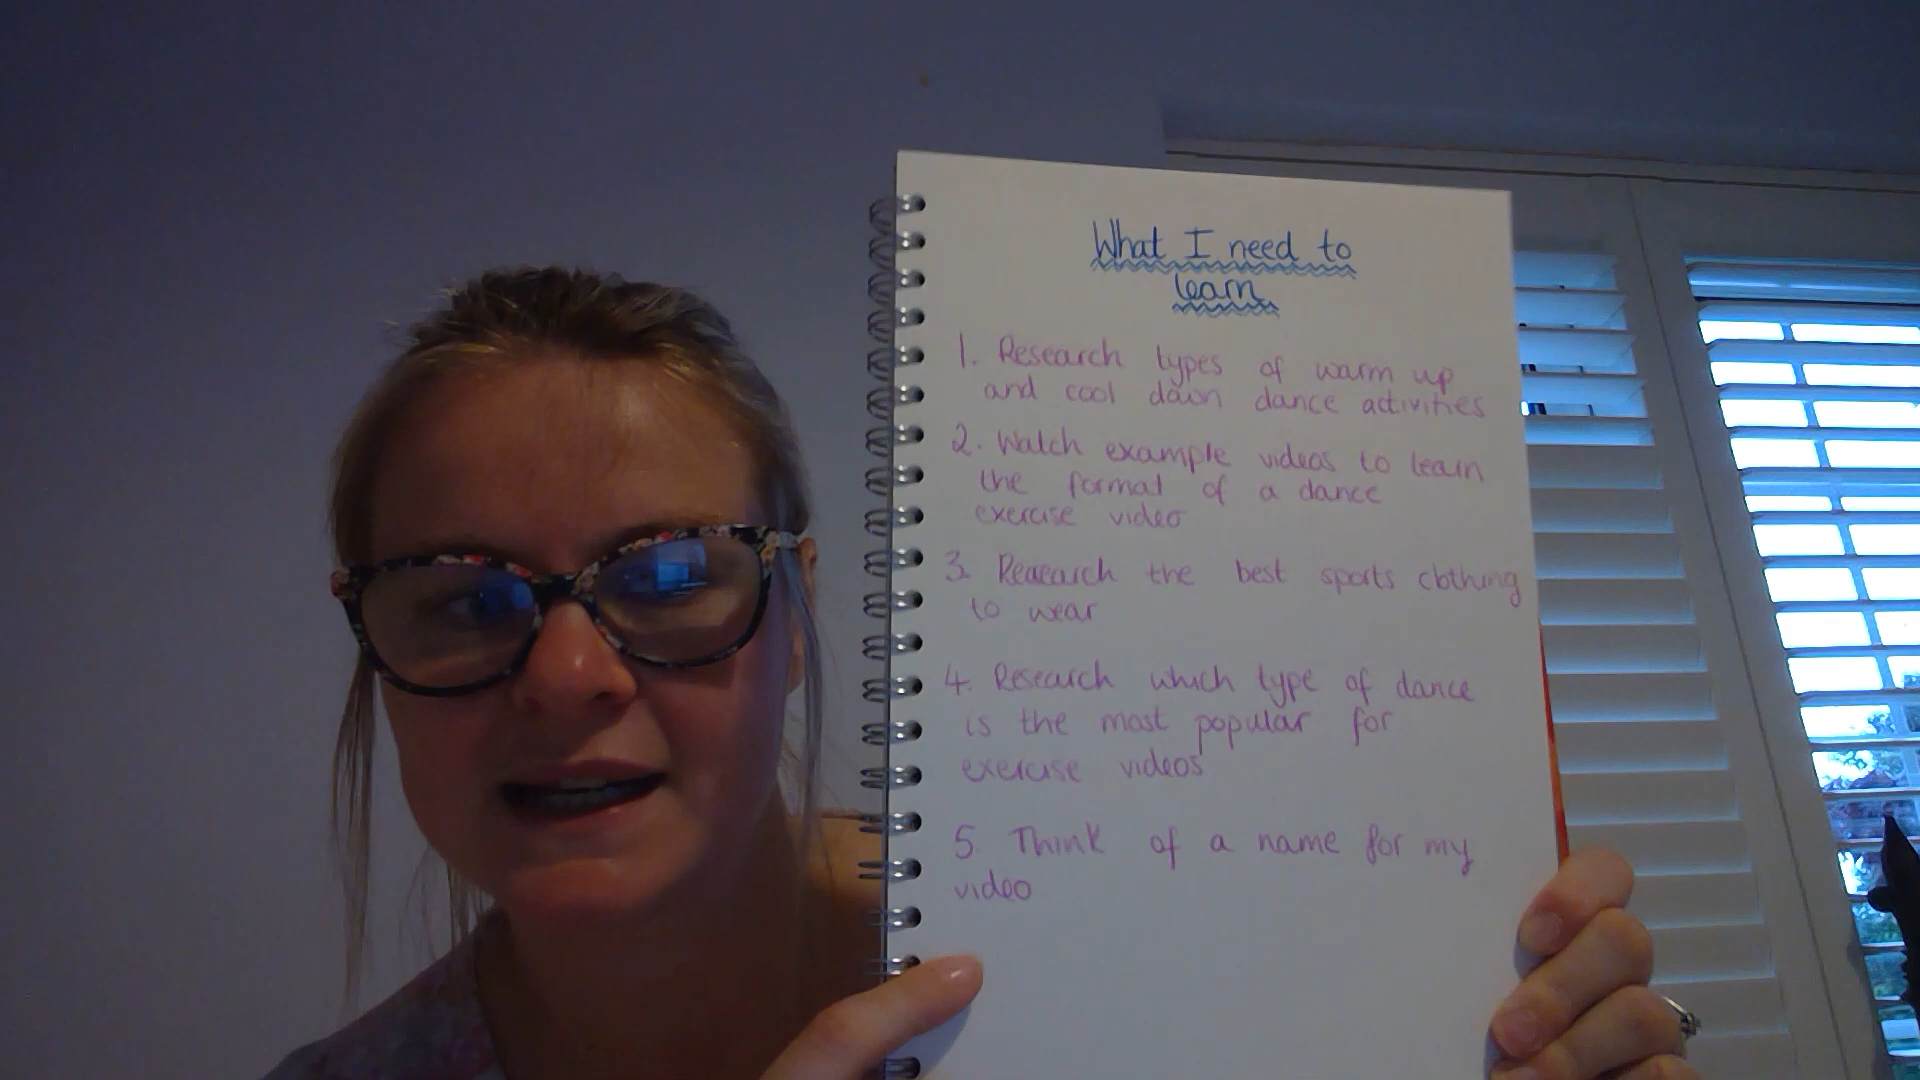 What I need to
learn
1. Research types of warm up
and cool down dance activities
2. Watch example videos to learn
the format of a dance
exercise video
3. Reaearch the best sports clothing
to wear
4. Research which type of dance
is the most popular for
exercise videos
5. Think of a name for my
video